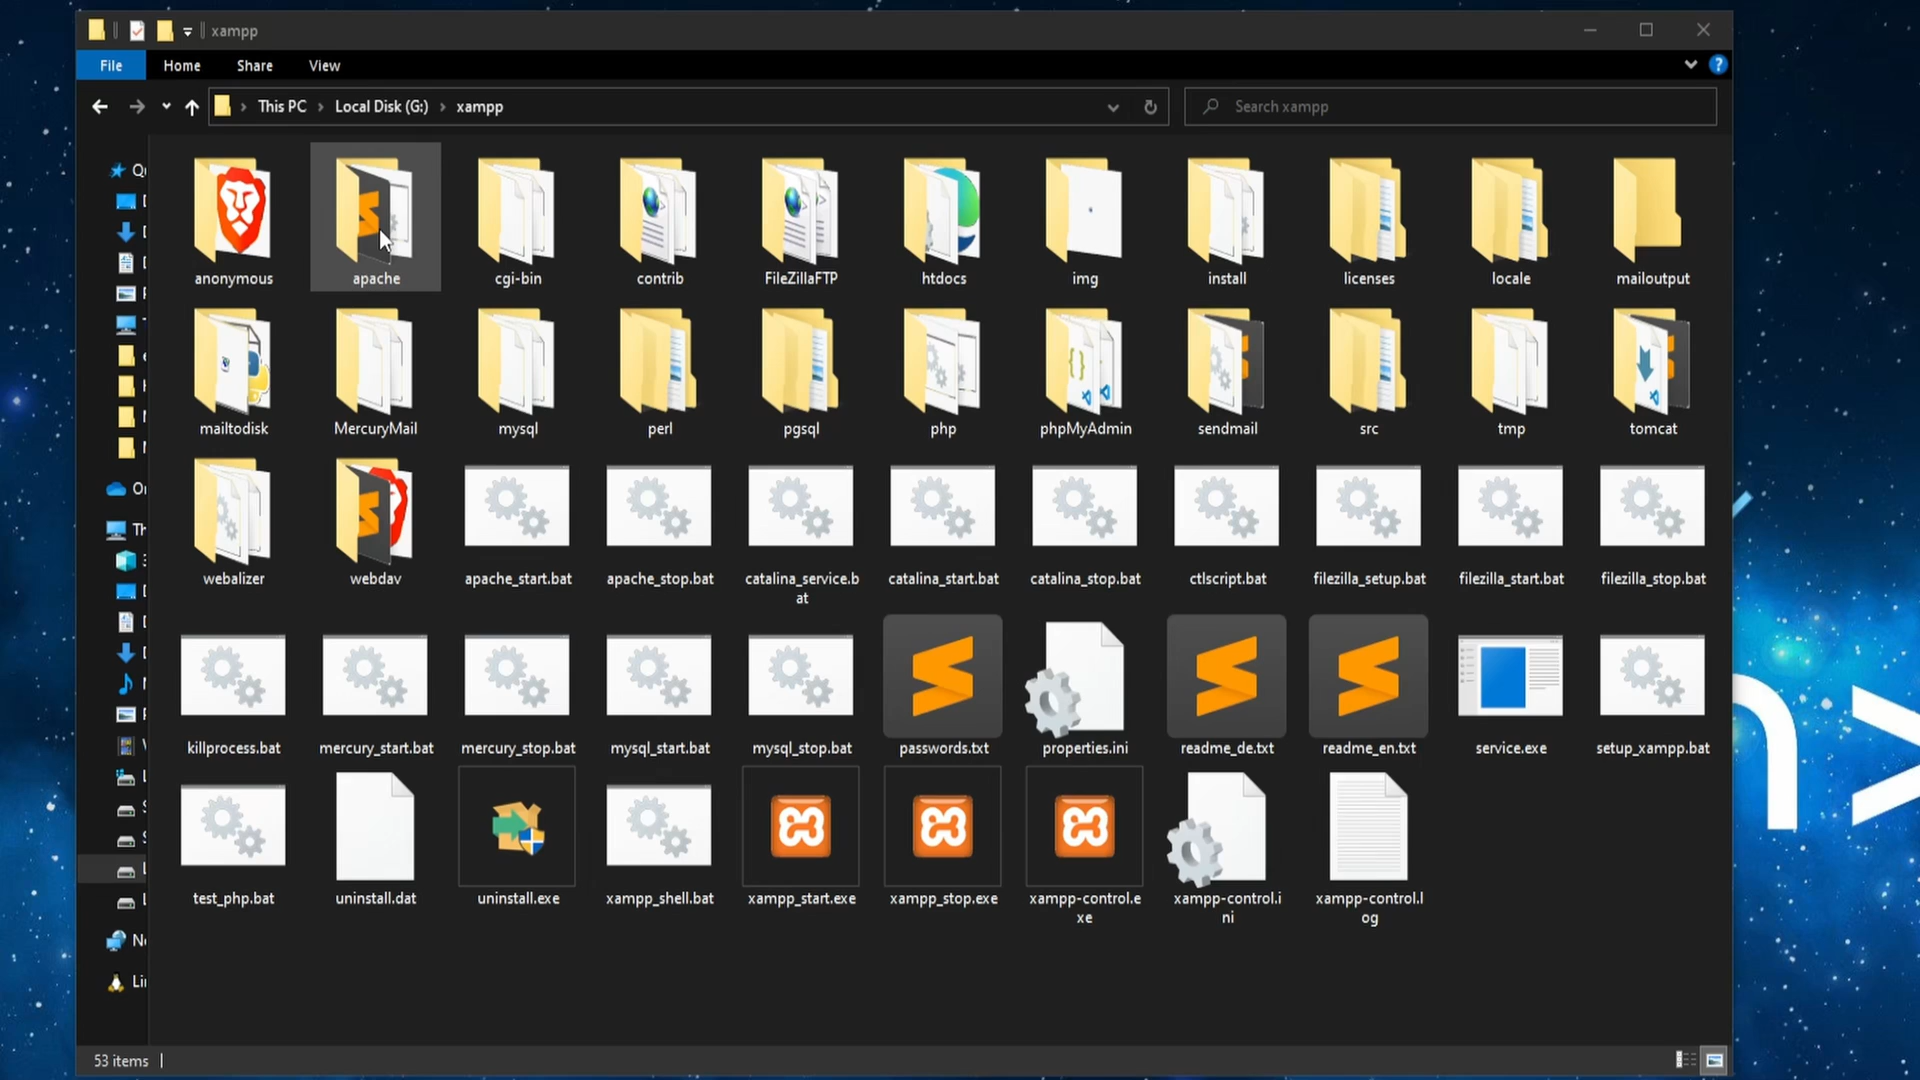 xampp
File Home Share View
This PC Local Disk (G:) xampp
Search xampp
anonymous apache cgi-bin contrib FileZillaFTP htdocs img install licenses locale mailoutput
mailtodisk MercuryMail mysql perl pgsql php phpMyAdmin sendmail src tmp tomcat
webalizer webdav apache_start.bat apache_stop.bat catalina_service.b catalina_start.bat catalina_stop.bat ctlscript.bat filezilla_setup.bat filezilla_start.bat filezilla_stop.bat
at
killprocess.bat mercury_start.bat mercury_stop.bat mysql_start.bat mysql_stop.bat passwords.txt properties.ini readme_de.txt readme_en.txt service.exe setup_xampp.bat
test_php.bat uninstall.dat uninstall.exe xampp_shell.bat xampp_start.exe xampp_stop.exe xampp-control.e xampp-control.i xampp-control.l
xe ni og
53 items